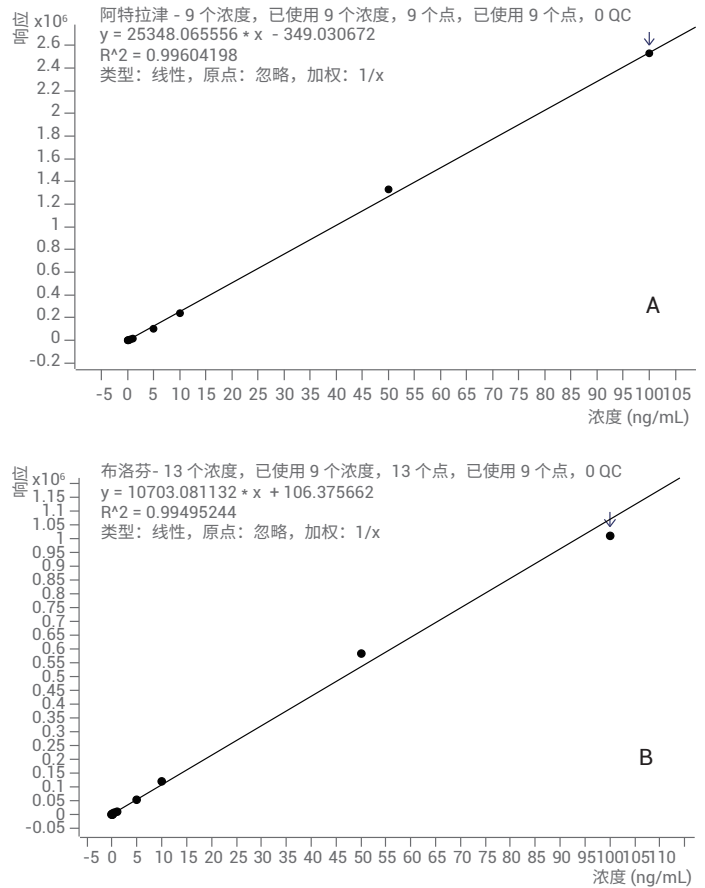 响应
x10⁶
阿特拉津 - 9 个浓度，已使用 9 个浓度，9 个点，已使用 9 个点，0 QC
y = 25348.065556 * x - 349.030672
R^2 = 0.99604198
类型：线性，原点：忽略，加权：1/x
2.6
2.4
2.2
2
1.8
1.6
1.4
1.2
1
0.8
0.6
0.4
0.2
0
-0.2
A
-5 0 5 10 15 20 25 30 35 40 45 50 55 60 65 70 75 80 85 90 95 100 105
浓度 (ng/mL)
响应
x10⁶
布洛芬- 13 个浓度，已使用 9 个浓度，13 个点，已使用 9 个点，0 QC
y = 10703.081132 * x + 106.375662
R^2 = 0.99495244
类型：线性，原点：忽略，加权：1/x
1.15
1.1
1.05
1
0.95
0.9
0.85
0.8
0.75
0.7
0.65
0.6
0.55
0.5
0.45
0.4
0.35
0.3
0.25
0.2
0.15
0.1
0.05
0
-0.05
B
-5 0 5 10 15 20 25 30 35 40 45 50 55 60 65 70 75 80 85 90 95 100 105 110
浓度 (ng/mL)